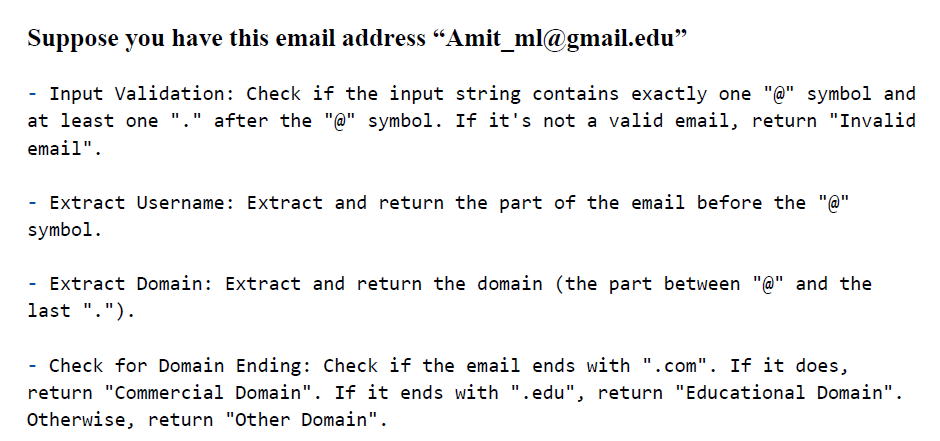 Suppose you have this email address “Amit_ml@gmail.edu”
- Input Validation: Check if the input string contains exactly one "@" symbol and
at least one "." after the "@" symbol. If it's not a valid email, return "Invalid
email".
- Extract Username: Extract and return the part of the email before the "@"
symbol.
- Extract Domain: Extract and return the domain (the part between "@" and the
last ".").
- Check for Domain Ending: Check if the email ends with ".com". If it does,
return "Commercial Domain". If it ends with ".edu", return "Educational Domain".
Otherwise, return "Other Domain".